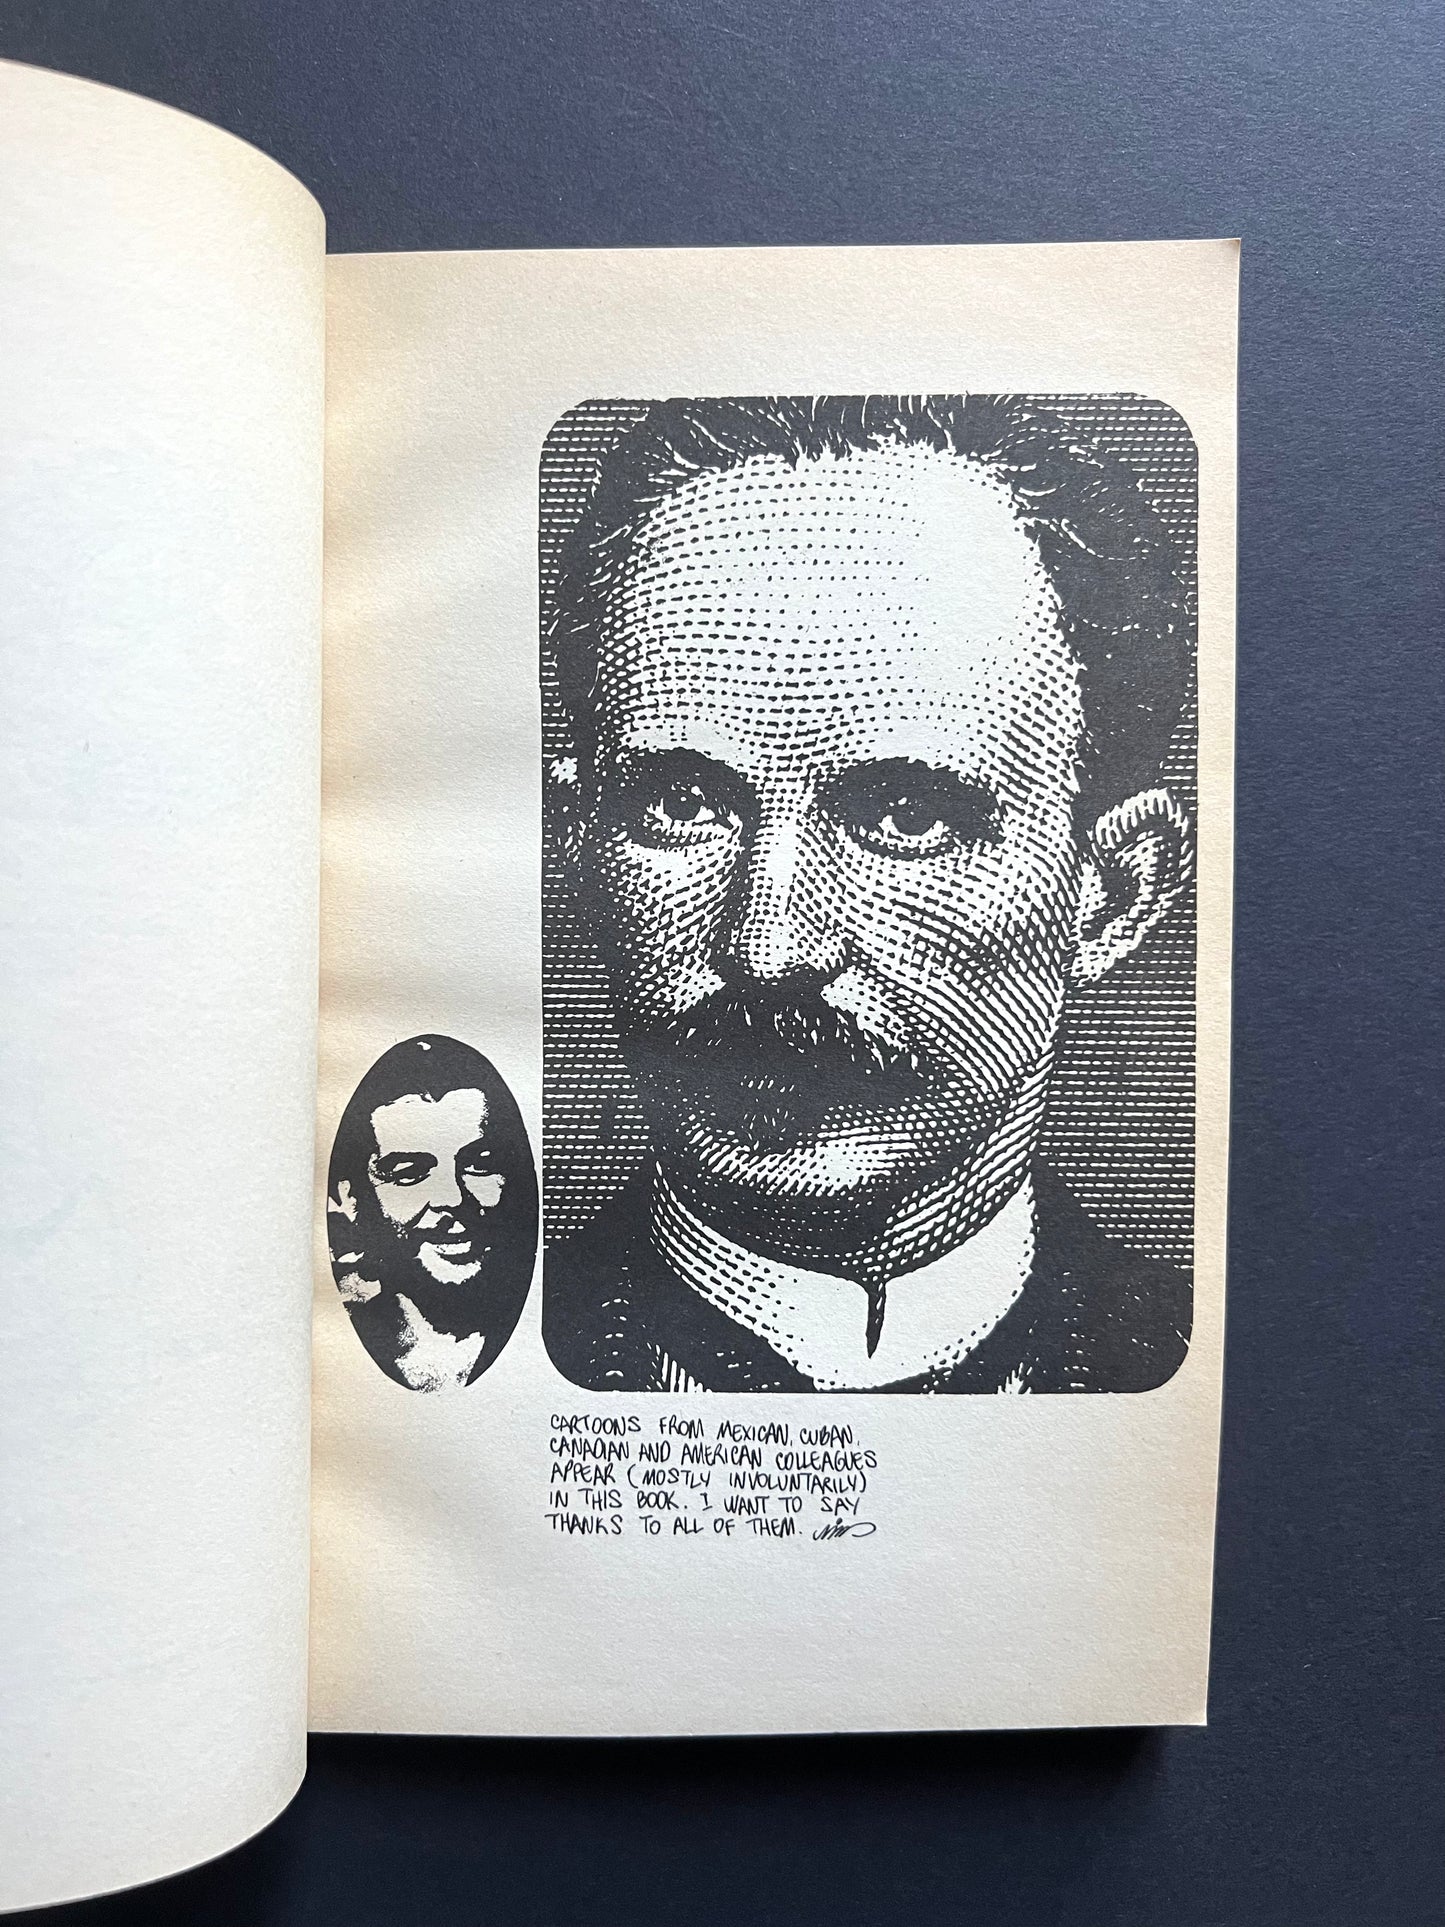 CARTOONS FROM MEXICAN, CUBAN,
CANADIAN AND AMERICAN COLLEAGUES
APPEAR (MOSTLY INVOLUNTARILY)
IN THIS BOOK. I WANT TO SAY
THANKS TO ALL OF THEM.